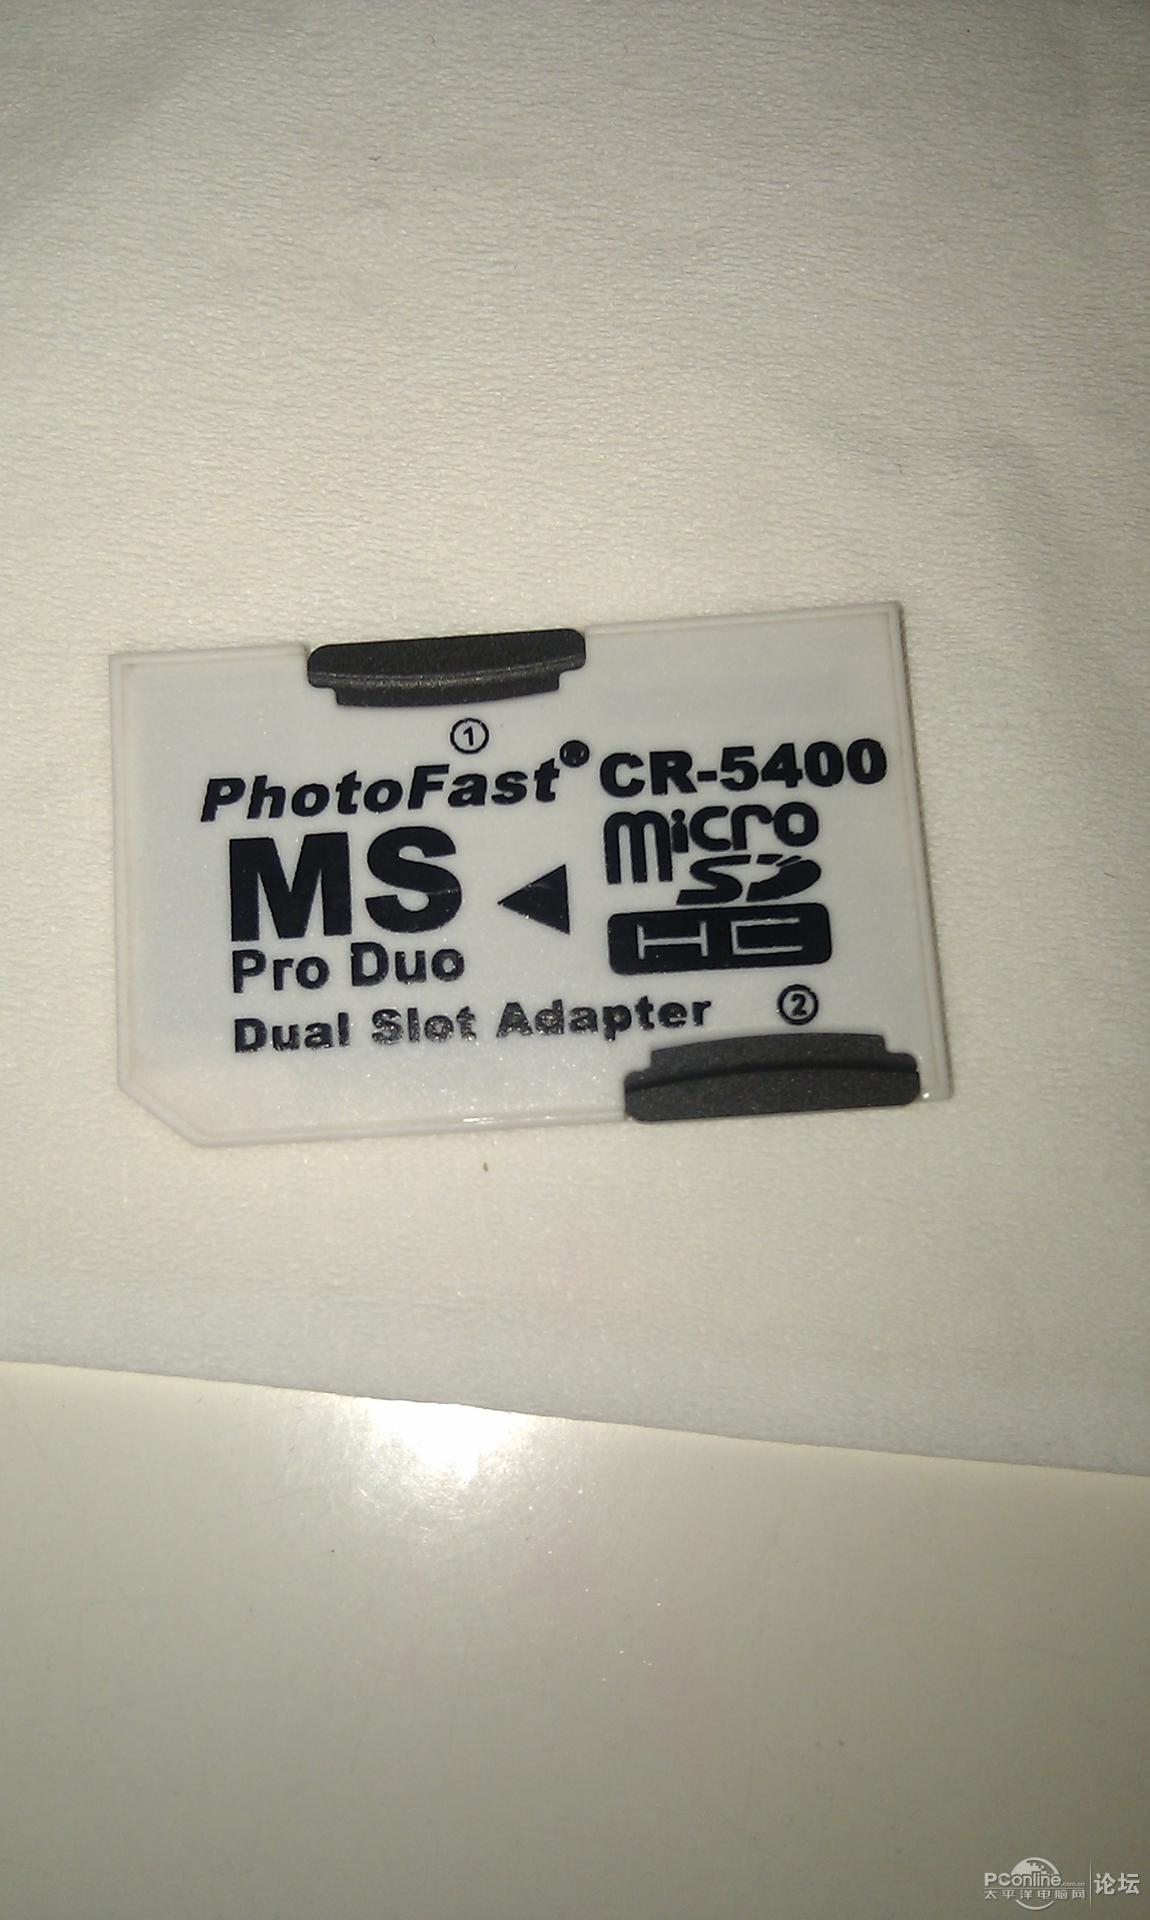 ①
PhotoFast® CR-5400
MS
Pro Duo
micro
SD
HC
Dual Slot Adapter
②
PConline.com.cn
太平洋电脑网
论坛